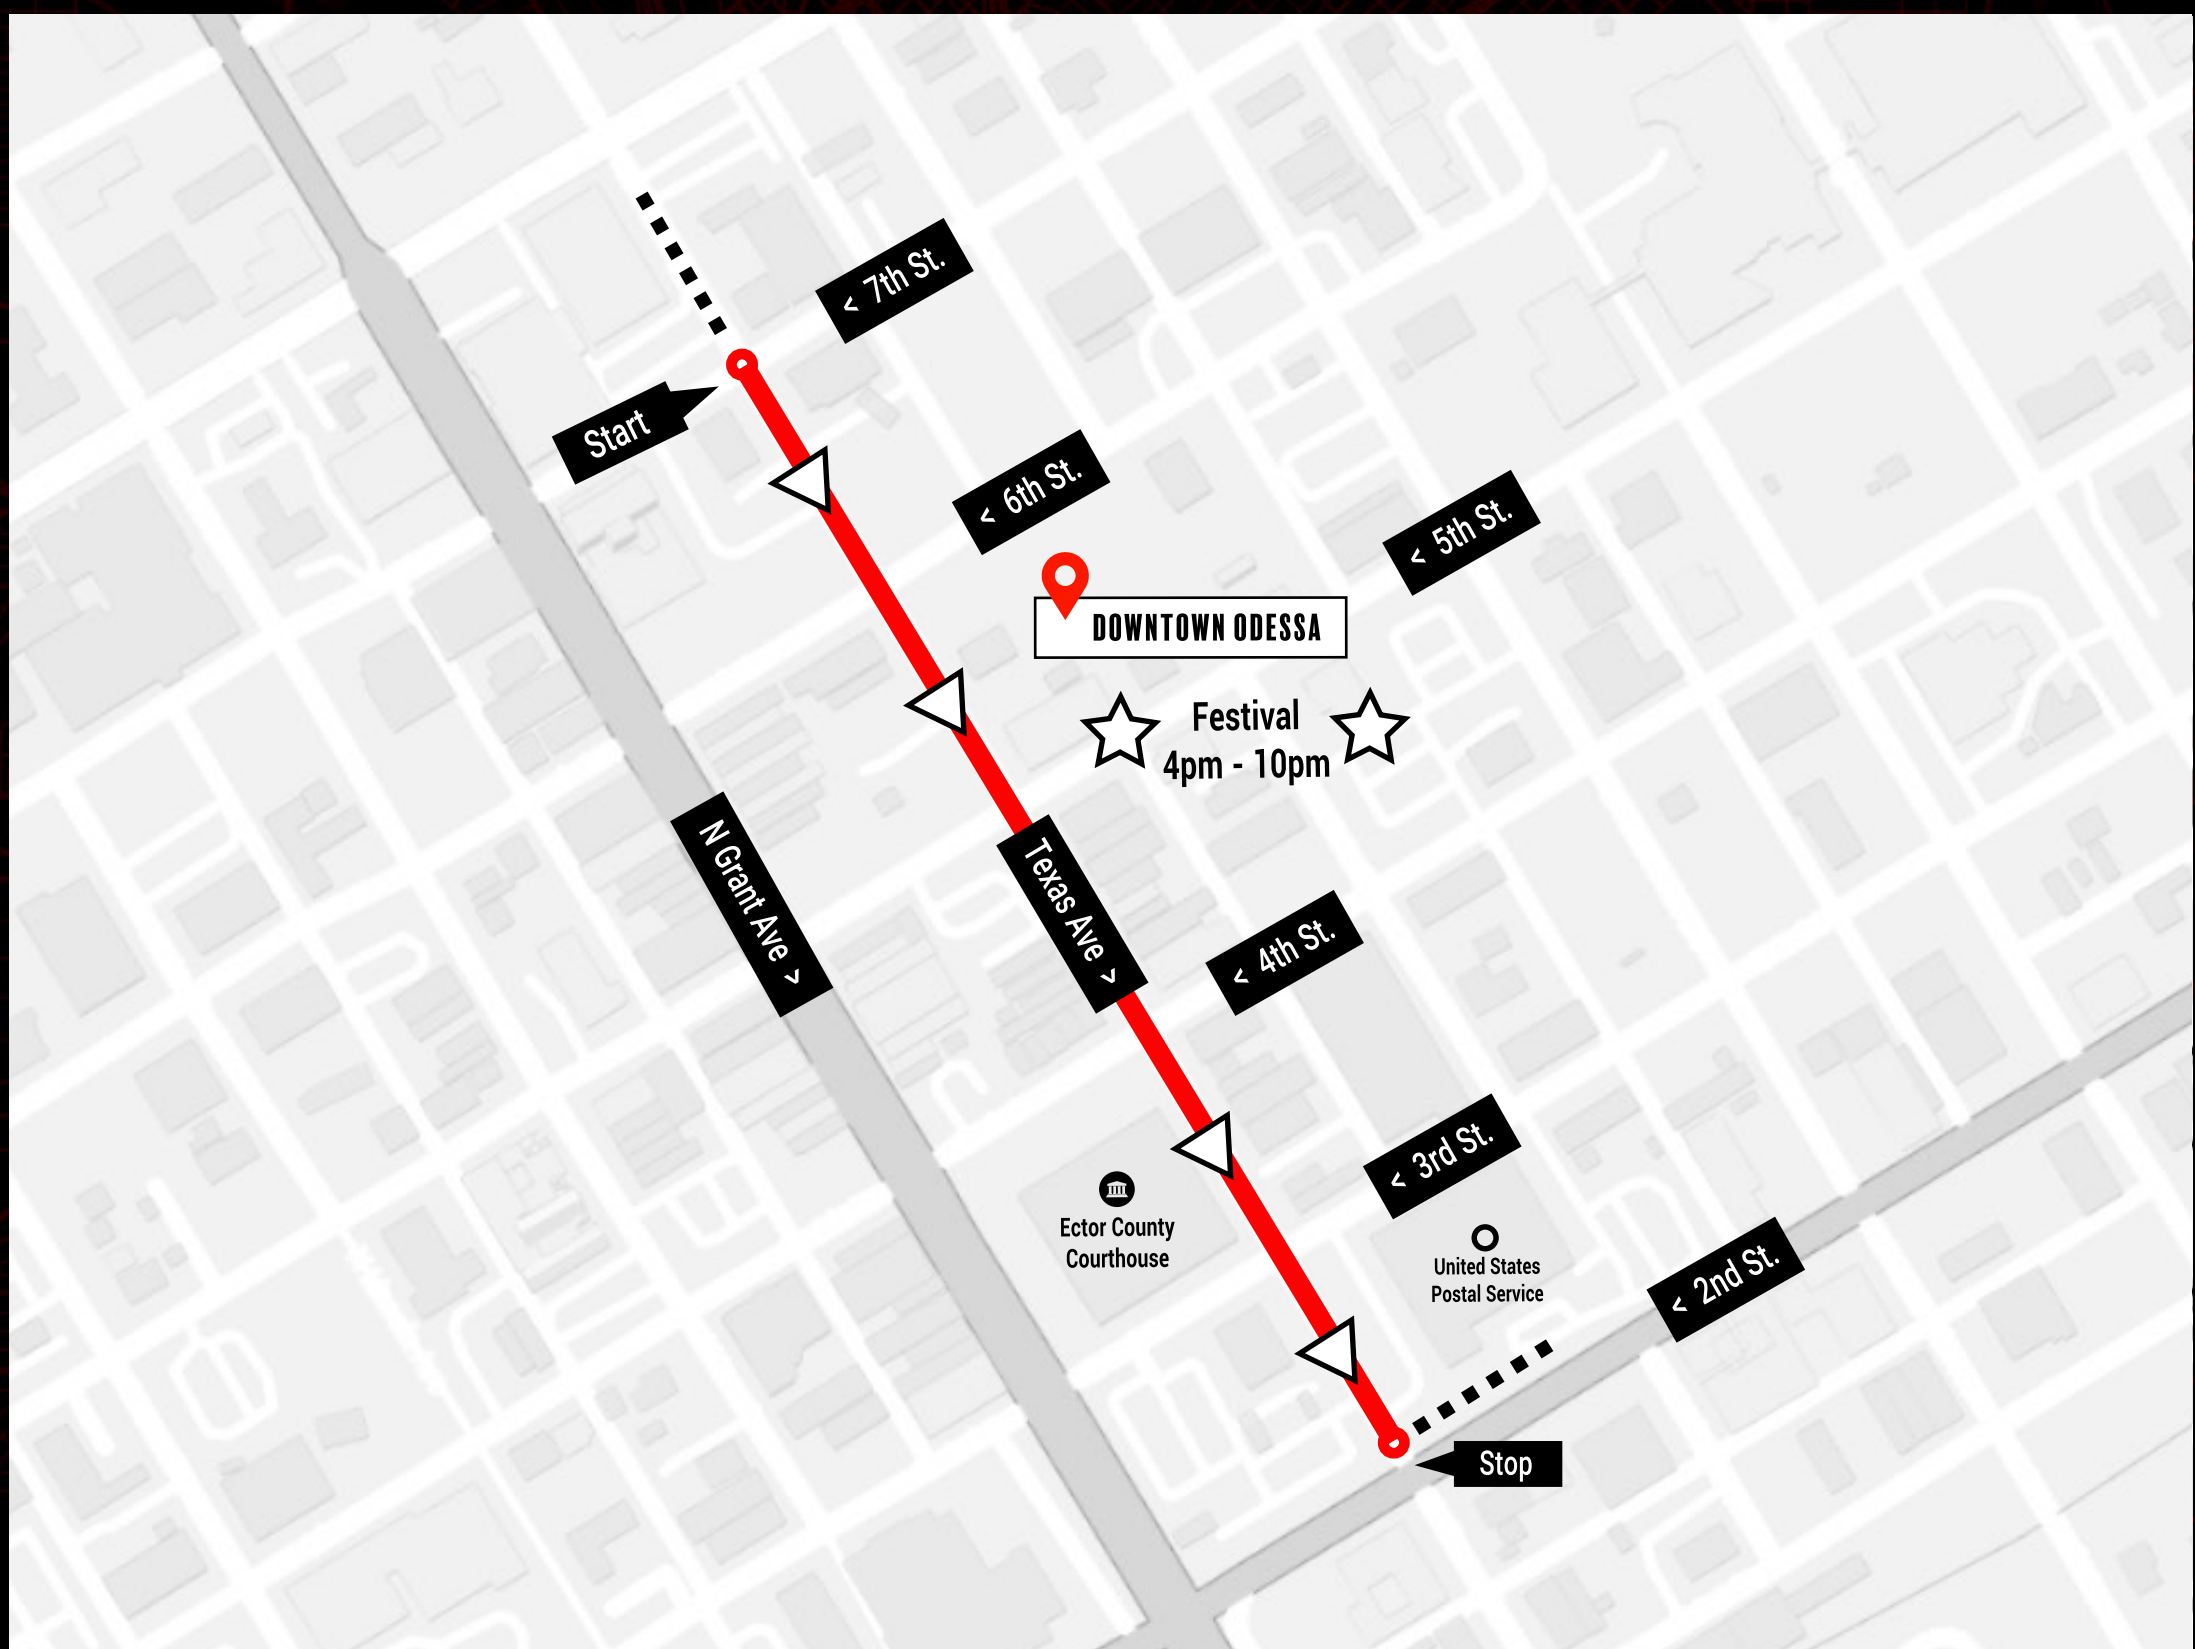 < 7th St.
Start
< 6th St.
< 5th St.
DOWNTOWN ODESSA
Festival
4pm - 10pm
N Grant Ave >
Texas Ave >
< 4th St.
< 3rd St.
Ector County
Courthouse
United States
Postal Service
< 2nd St.
Stop